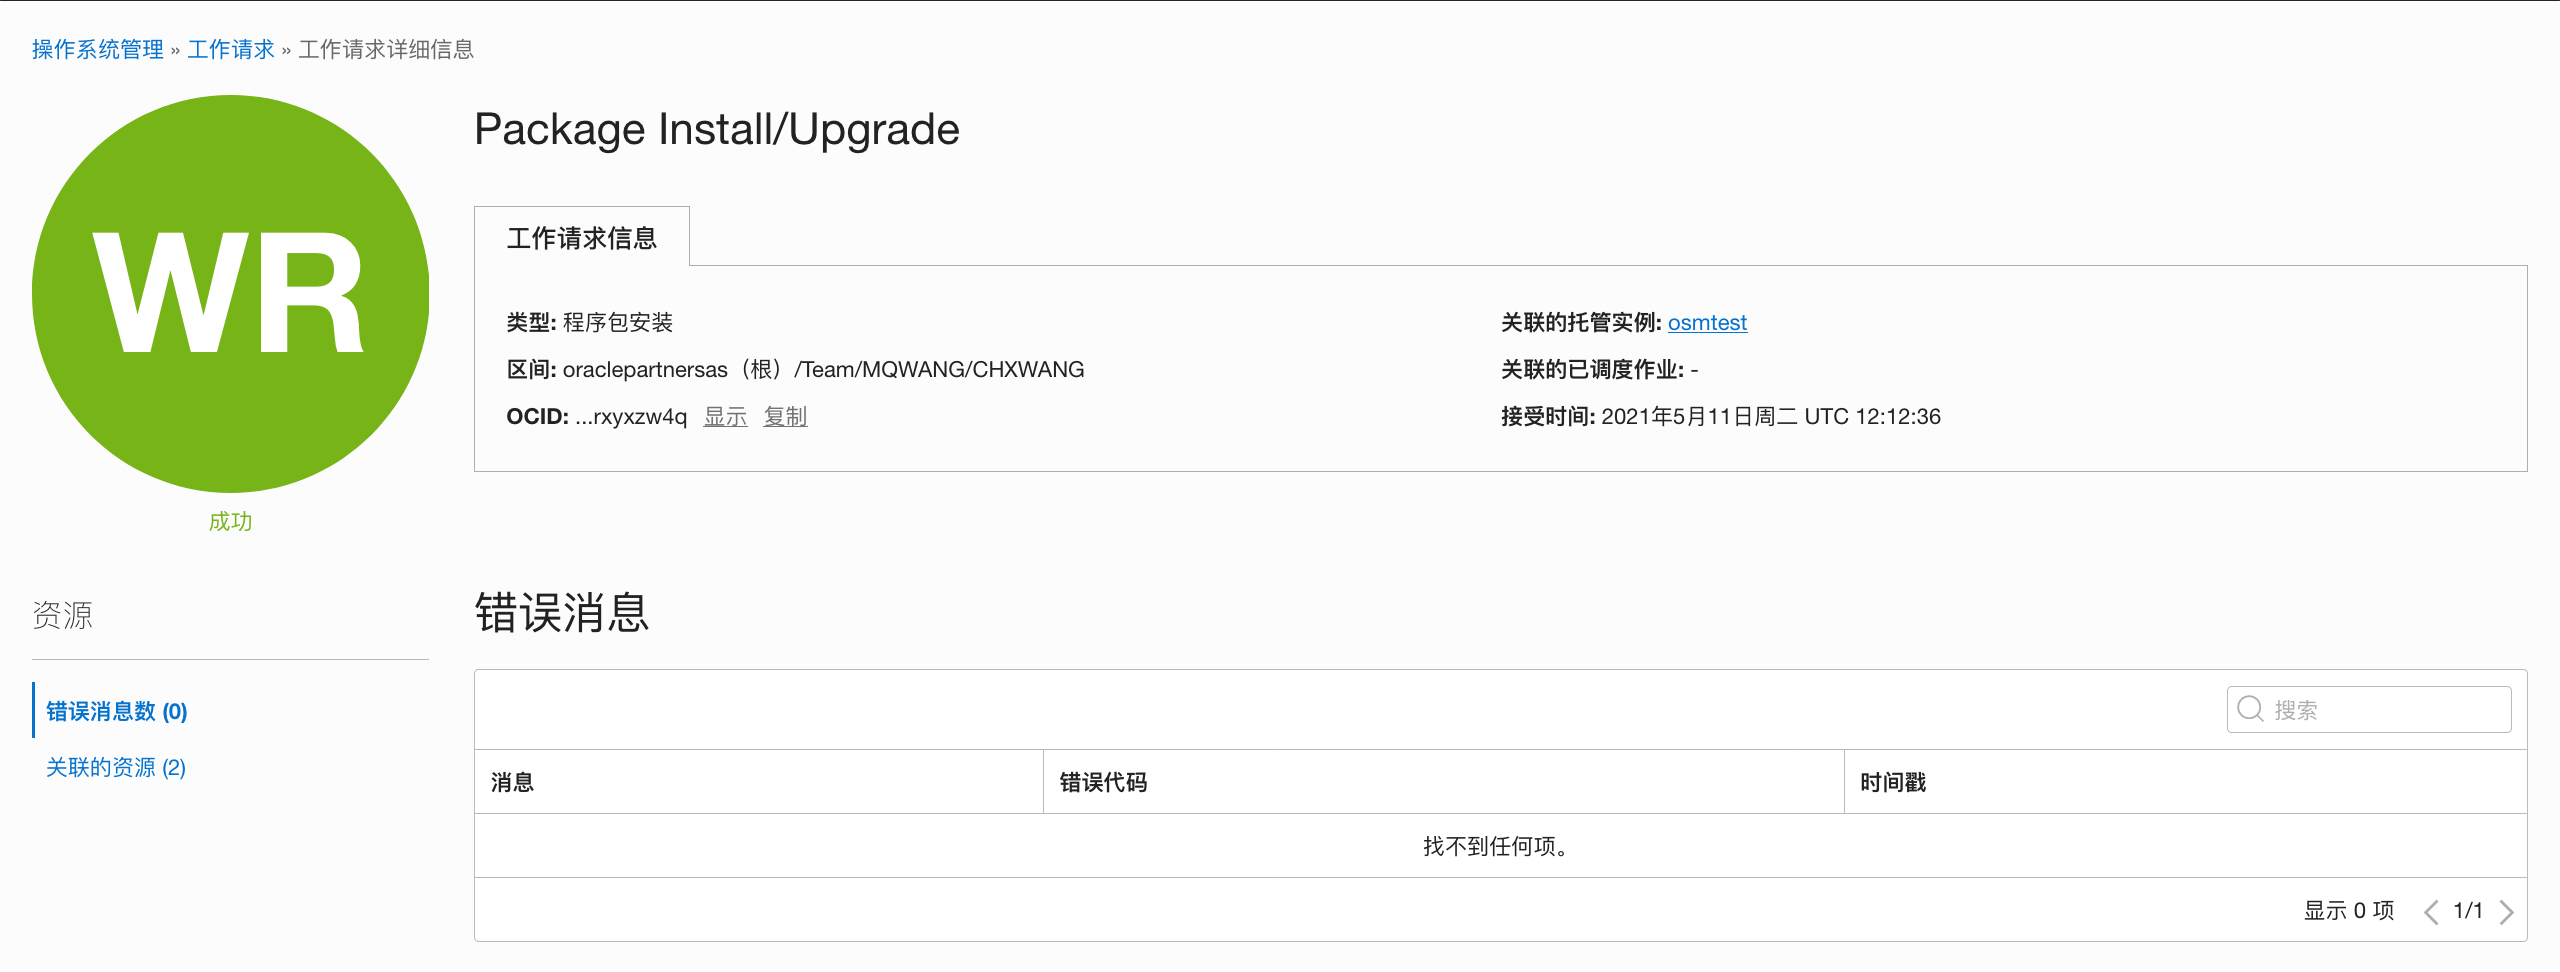 操作系统管理 » 工作请求 » 工作请求详细信息
WR
成功
Package Install/Upgrade
工作请求信息
类型: 程序包安装
区间: oraclepartnersas（根）/Team/MQWANG/CHXWANG
OCID: ...rxyxzw4q 显示 复制
关联的托管实例: osmtest
关联的已调度作业: -
接受时间: 2021年5月11日周二 UTC 12:12:36
资源
错误消息数 (0)
关联的资源 (2)
错误消息
搜索
消息 错误代码 时间戳
找不到任何项。
显示 0 项 1/1